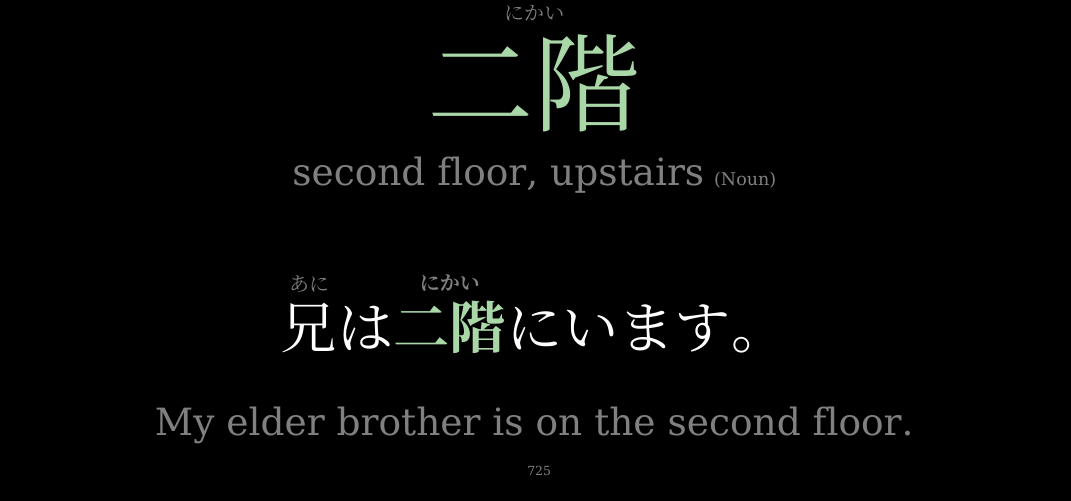 にかい
二階
second floor, upstairs (Noun)
あに にかい
兄は二階にいます。
My elder brother is on the second floor.
725